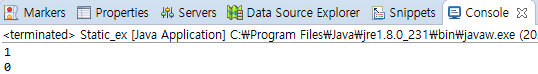 Markers Properties Servers Data Source Explorer Snippets Console
<terminated> Static_ex [Java Application] C:₩Program Files₩Java₩jre1.8.0_231₩bin₩javaw.exe (20
1
0